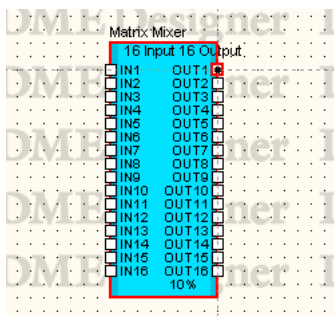 DME Designer
Matrix Mixer
16 Input 16 Output
IN1 OUT1
IN2 OUT2
IN3 OUT3
IN4 OUT4
IN5 OUT5
IN6 OUT6
IN7 OUT7
IN8 OUT8
IN9 OUT9
IN10 OUT10
IN11 OUT11
IN12 OUT12
IN13 OUT13
IN14 OUT14
IN15 OUT15
IN16 OUT16
10%